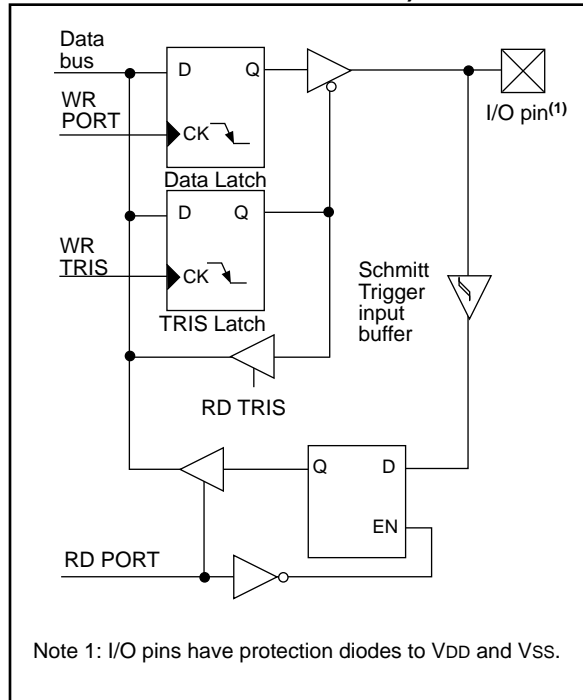 Data
bus
D Q
WR
PORT
CK
I/O pin(1)
Data Latch
D Q
WR
TRIS
CK
Schmitt
Trigger
input
buffer
TRIS Latch
RD TRIS
Q D
EN
RD PORT
Note 1: I/O pins have protection diodes to VDD and VSS.